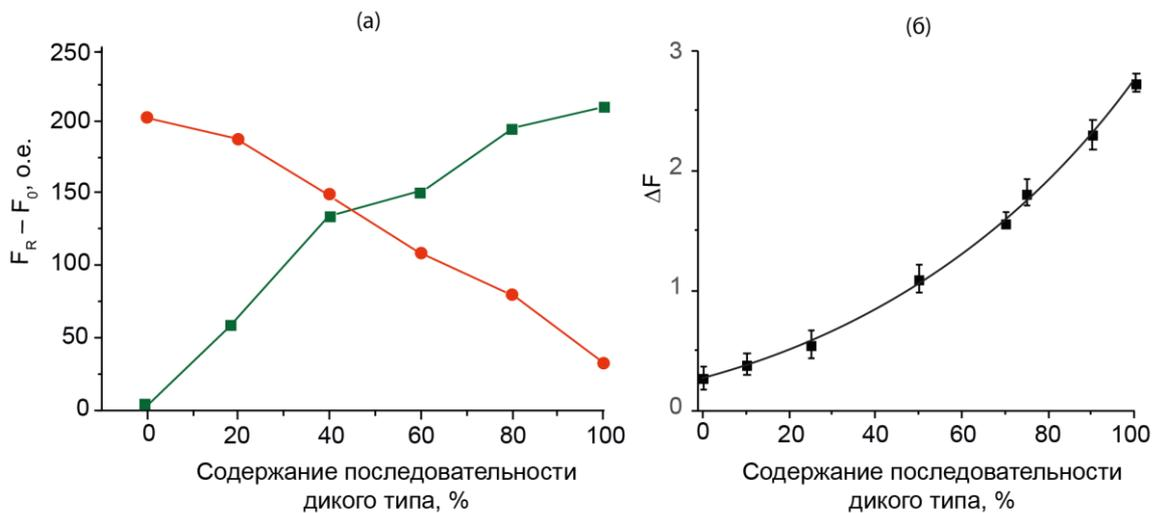 (а)
250
200
150
100
50
0
F_R – F_0, о.е.
0 20 40 60 80 100
Содержание последовательности
дикого типа, %
(б)
3
2
1
0
ΔF
0 20 40 60 80 100
Содержание последовательности
дикого типа, %